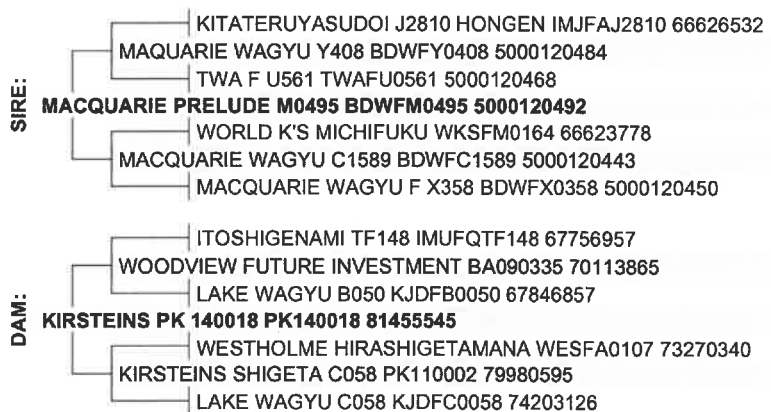 KITATERUYASUDOI J2810 HONGEN IMJFAJ2810 66626532
MAQUARIE WAGYU Y408 BDWFY0408 5000120484
TWA F U561 TWAFU0561 5000120468
SIRE:
MACQUARIE PRELUDE M0495 BDWFM0495 5000120492
WORLD K'S MICHIFUKU WKSFM0164 66623778
MACQUARIE WAGYU C1589 BDWFC1589 5000120443
MACQUARIE WAGYU F X358 BDWFX0358 5000120450
ITOSHIGENAMI TF148 IMUFQTF148 67756957
WOODVIEW FUTURE INVESTMENT BA090335 70113865
LAKE WAGYU B050 KJDFB0050 67846857
DAM:
KIRSTEINS PK 140018 PK140018 81455545
WESTHOLME HIRASHIGETAMANA WESFA0107 73270340
KIRSTEINS SHIGETA C058 PK110002 79980595
LAKE WAGYU C058 KJDFC0058 74203126